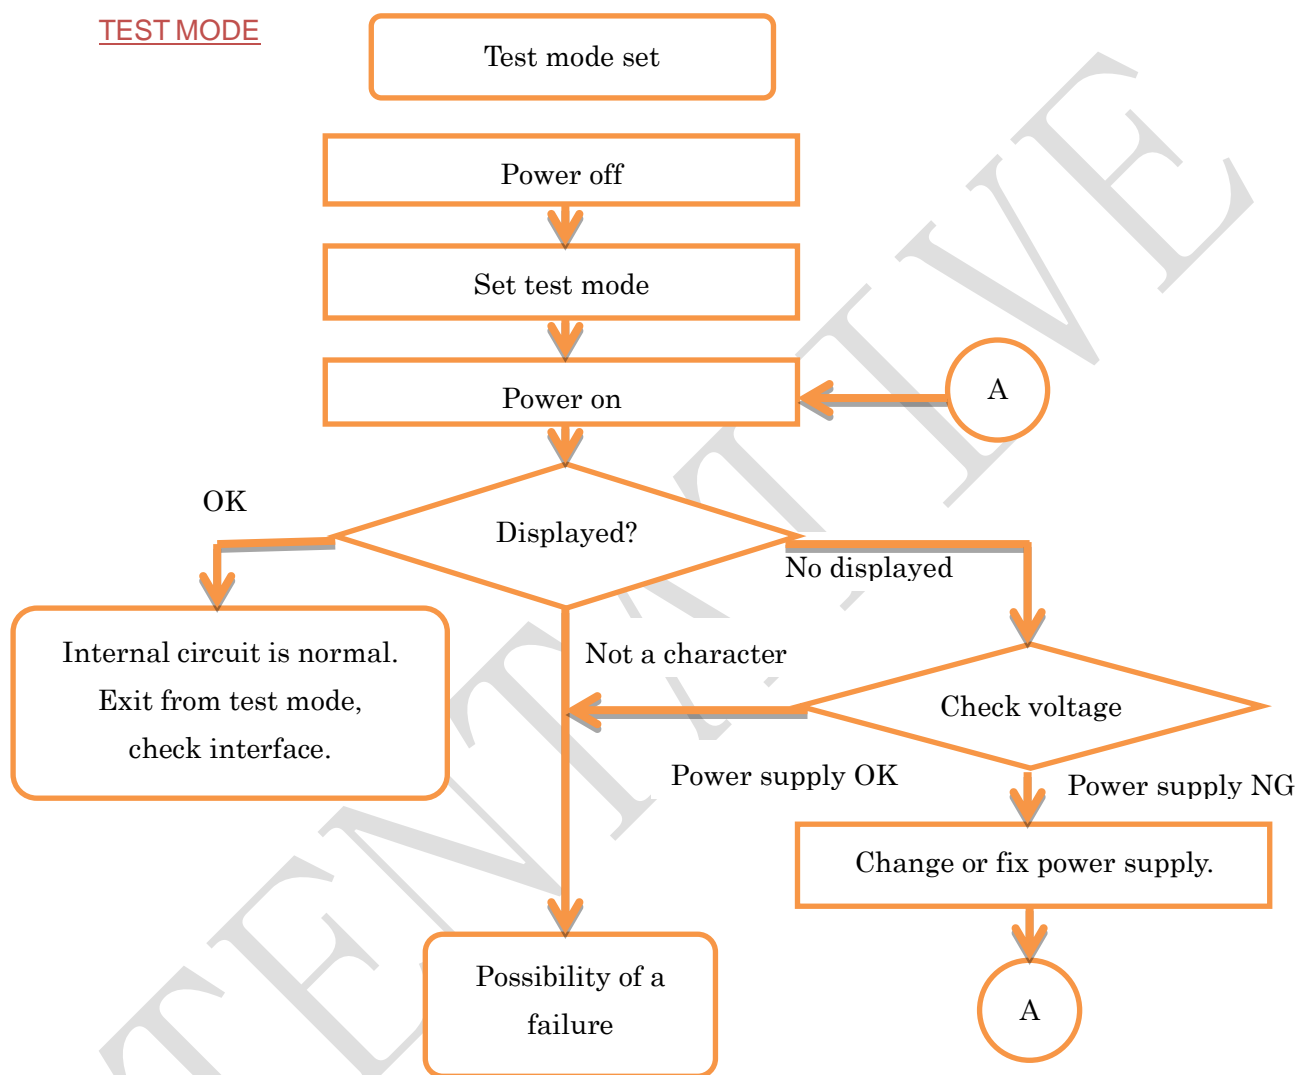 TEST MODE
Test mode set
Power off
Set test mode
Power on
A
OK
Displayed?
No displayed
Internal circuit is normal.
Exit from test mode,
check interface.
Not a character
Check voltage
Power supply OK
Power supply NG
Change or fix power supply.
Possibility of a
failure
A
TENTATIVE